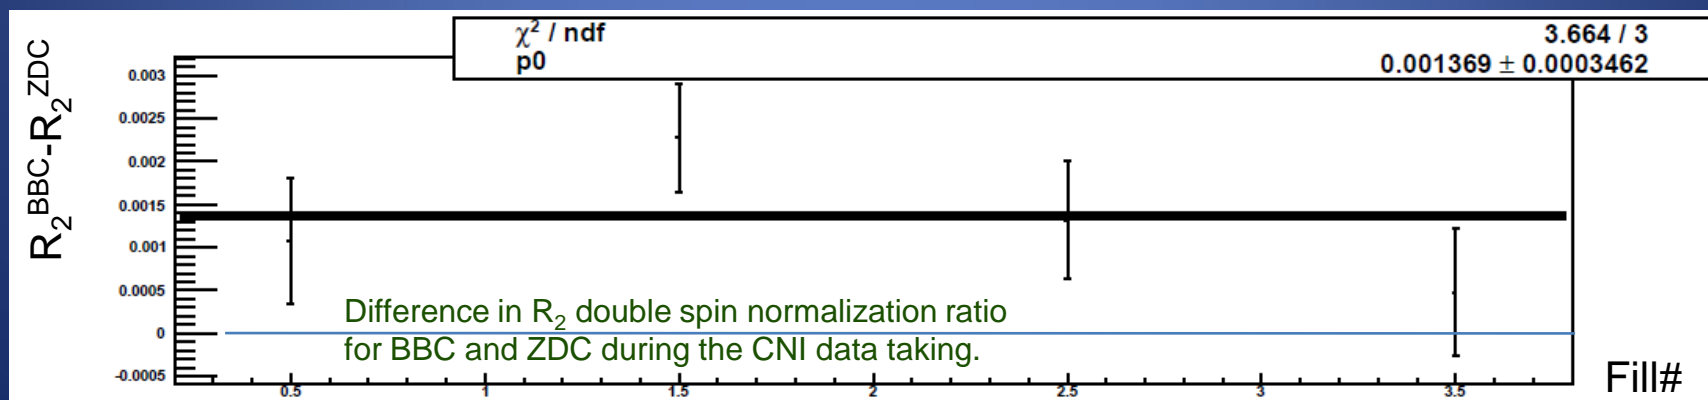 χ² / ndf 3.664 / 3
p0 0.001369 ± 0.0003462
R₂ᴮᴮᶜ-R₂ᶻᴰᶜ
0.003
0.0025
0.002
0.0015
0.001
0.0005
0
-0.0005
Difference in R₂ double spin normalization ratio
for BBC and ZDC during the CNI data taking.
0.5 1 1.5 2 2.5 3 3.5
Fill#